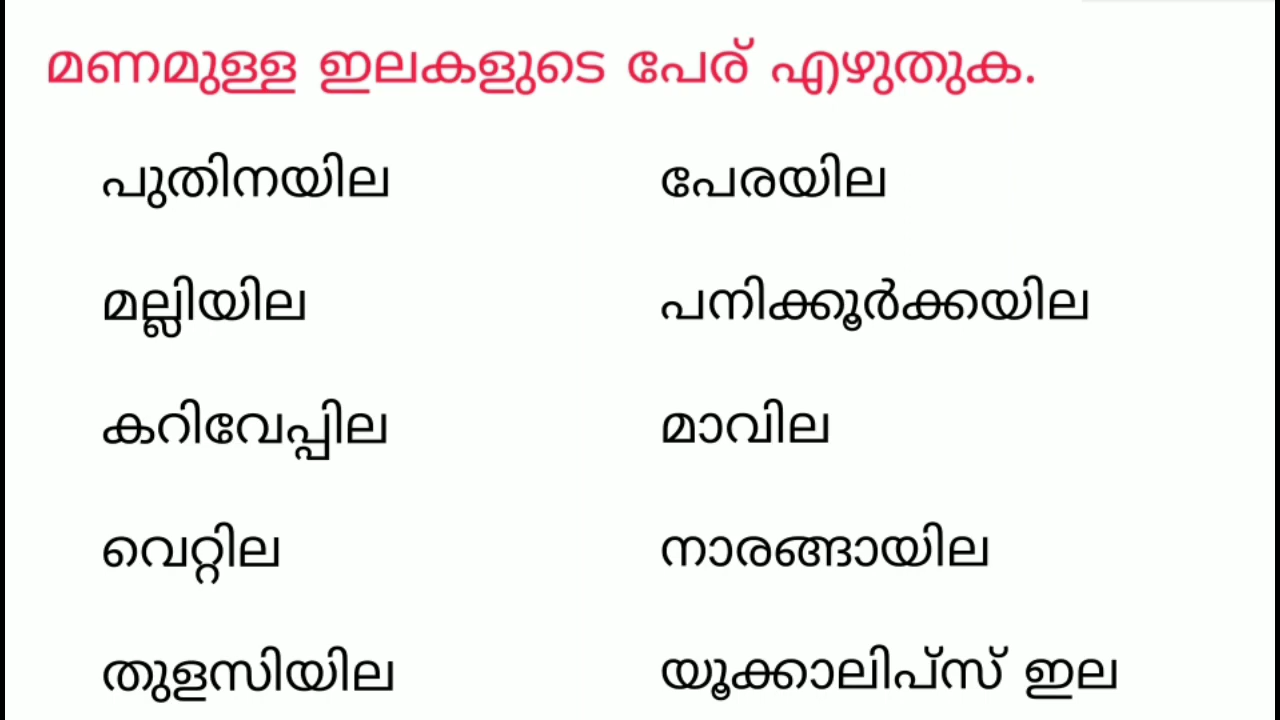 മണമുള്ള ഇലകളുടെ പേര് എഴുതുക.
പുതിനയില
പേരയില
മല്ലിയില
പനിക്കൂർക്കയില
കറിവേപ്പില
മാവില
വെറ്റില
നാരങ്ങായില
തുളസിയില
യൂക്കാലിപ്സ് ഇല